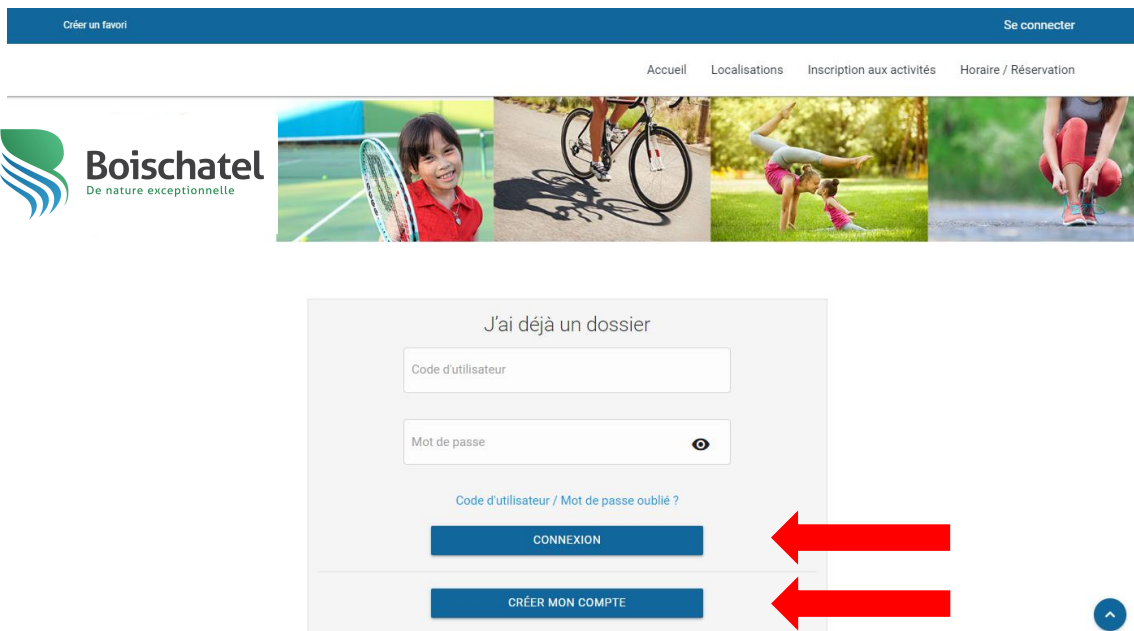 Créer un favori
Se connecter
Accueil Localisations Inscription aux activités Horaire / Réservation
Boischatel
De nature exceptionnelle
J'ai déjà un dossier
Code d'utilisateur
Mot de passe
Code d'utilisateur / Mot de passe oublié ?
CONNEXION
CRÉER MON COMPTE